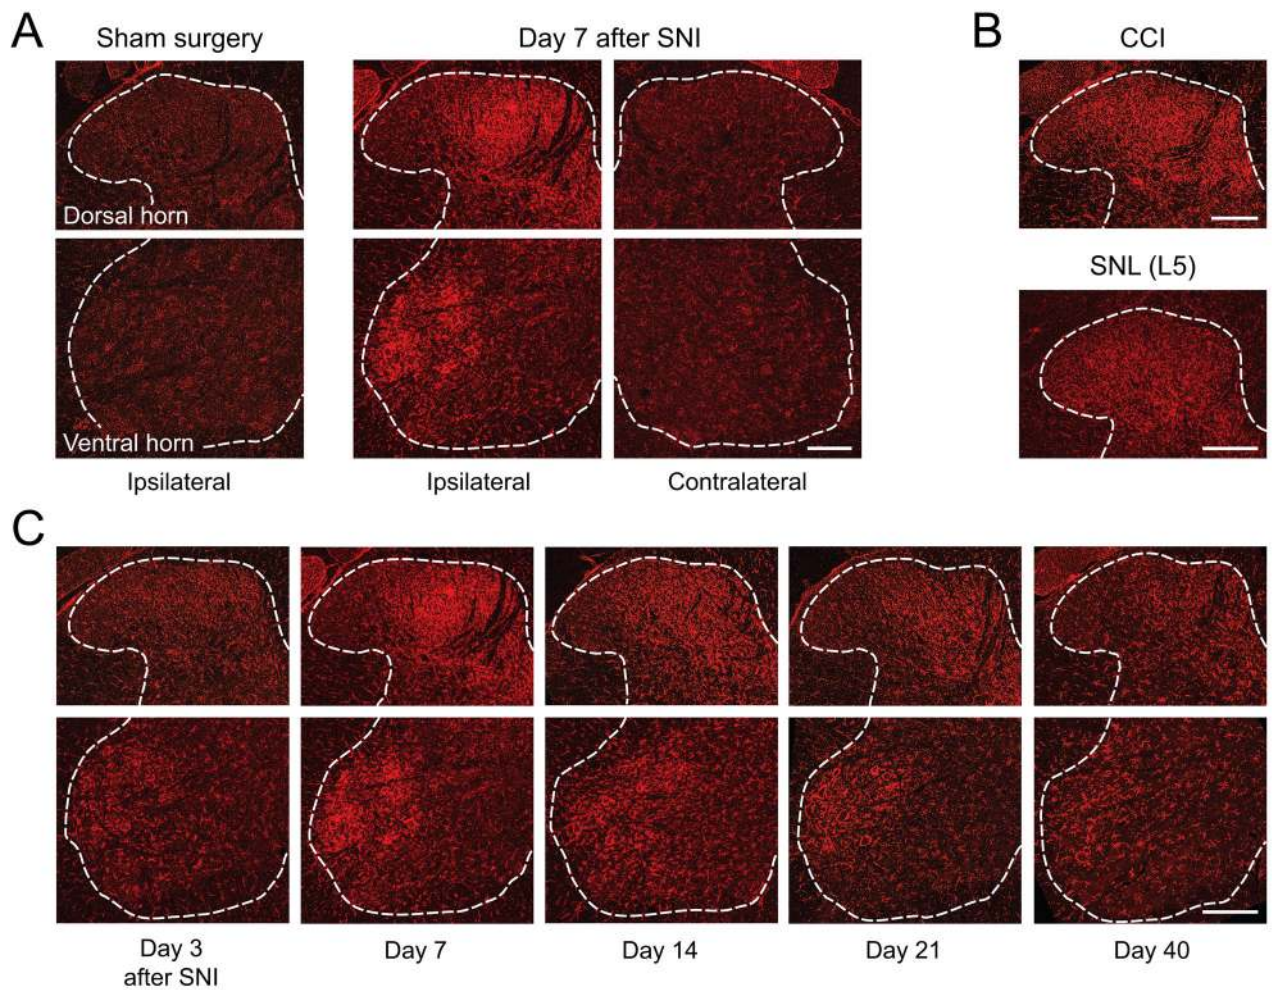 A
Sham surgery
Day 7 after SNI
Dorsal horn
Ventral horn
Ipsilateral
Ipsilateral
Contralateral
B
CCI
SNL (L5)
C
Day 3
after SNI
Day 7
Day 14
Day 21
Day 40